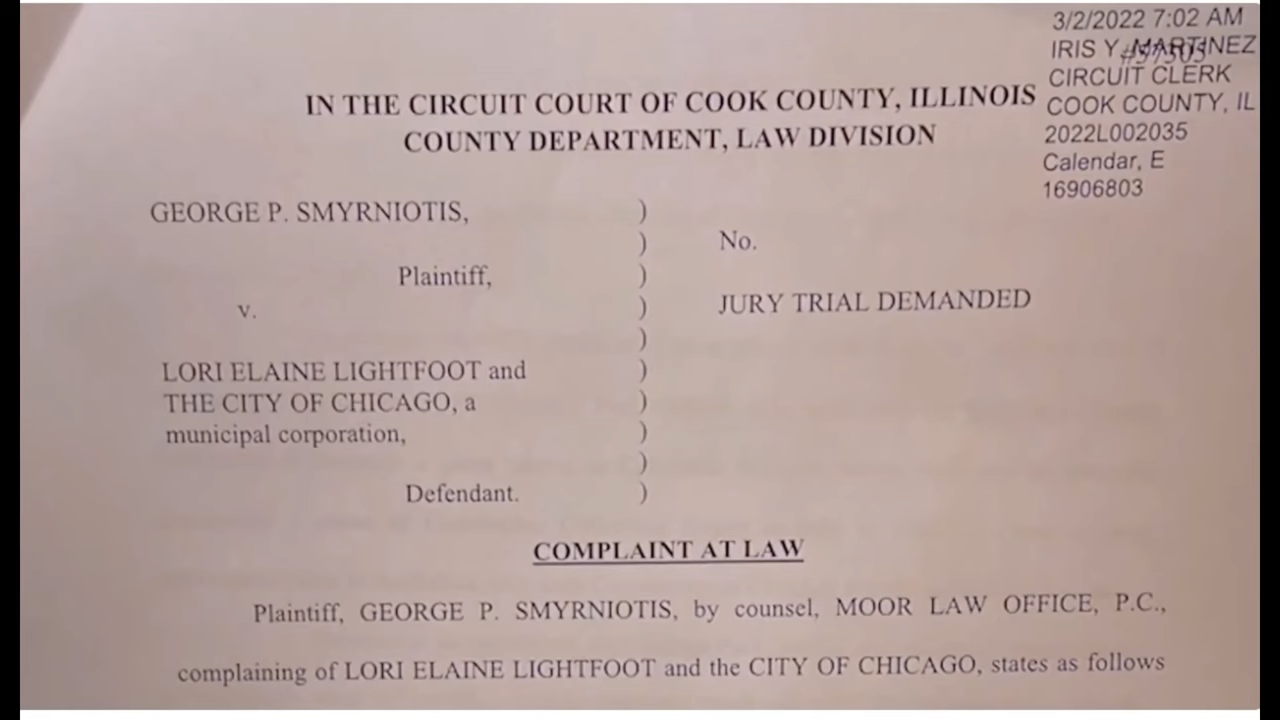 3/2/2022 7:02 AM
IRIS Y. MARTINEZ
#57505
CIRCUIT CLERK
COOK COUNTY, IL
2022L002035
Calendar, E
16906803
IN THE CIRCUIT COURT OF COOK COUNTY, ILLINOIS
COUNTY DEPARTMENT, LAW DIVISION
GEORGE P. SMYRNIOTIS, )
)
No.
Plaintiff, )
v. ) JURY TRIAL DEMANDED
)
LORI ELAINE LIGHTFOOT and )
THE CITY OF CHICAGO, a )
municipal corporation, )
)
Defendant. )
COMPLAINT AT LAW
Plaintiff, GEORGE P. SMYRNIOTIS, by counsel, MOOR LAW OFFICE, P.C.,
complaining of LORI ELAINE LIGHTFOOT and the CITY OF CHICAGO, states as follows